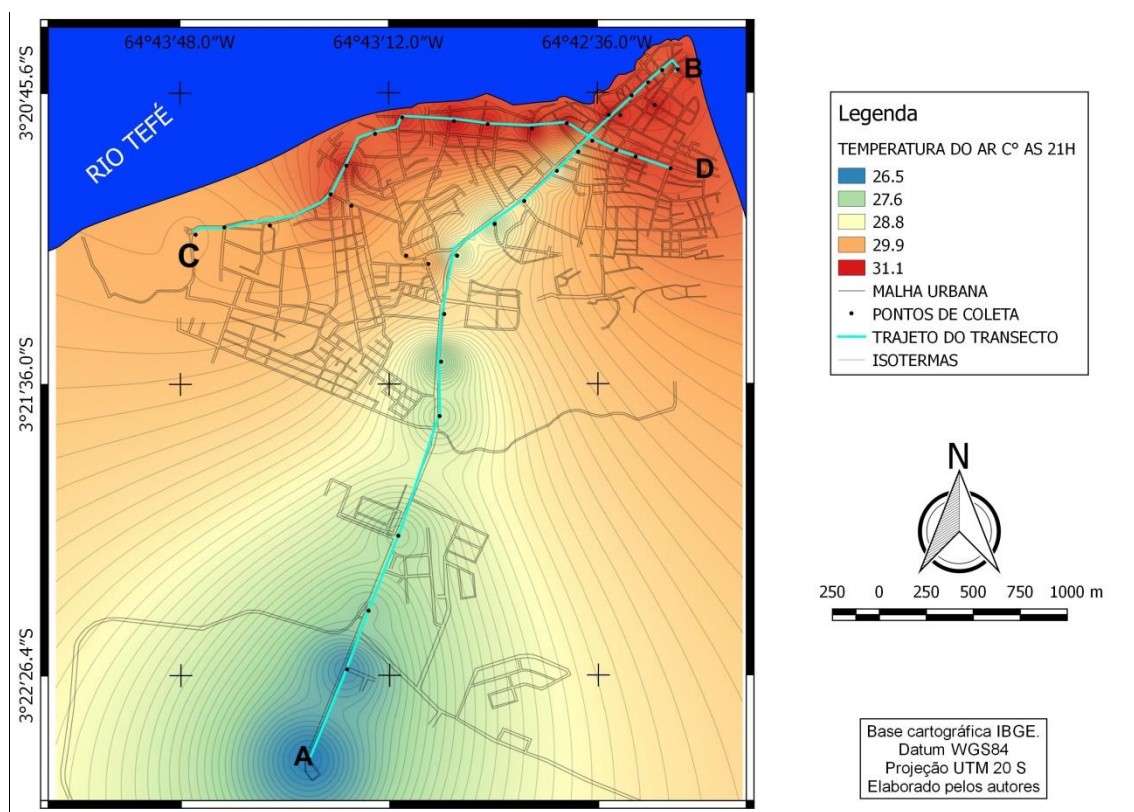 64°43'48.0"W 64°43'12.0"W 64°42'36.0"W
3°20'45.6"S
3°21'36.0"S
3°22'26.4"S
RIO TEFÉ
B
D
C
A
Legenda
TEMPERATURA DO AR C° AS 21H
26.5
27.6
28.8
29.9
31.1
MALHA URBANA
PONTOS DE COLETA
TRAJETO DO TRANSECTO
ISOTERMAS
N
250 0 250 500 750 1000 m
Base cartográfica IBGE.
Datum WGS84
Projeção UTM 20 S
Elaborado pelos autores